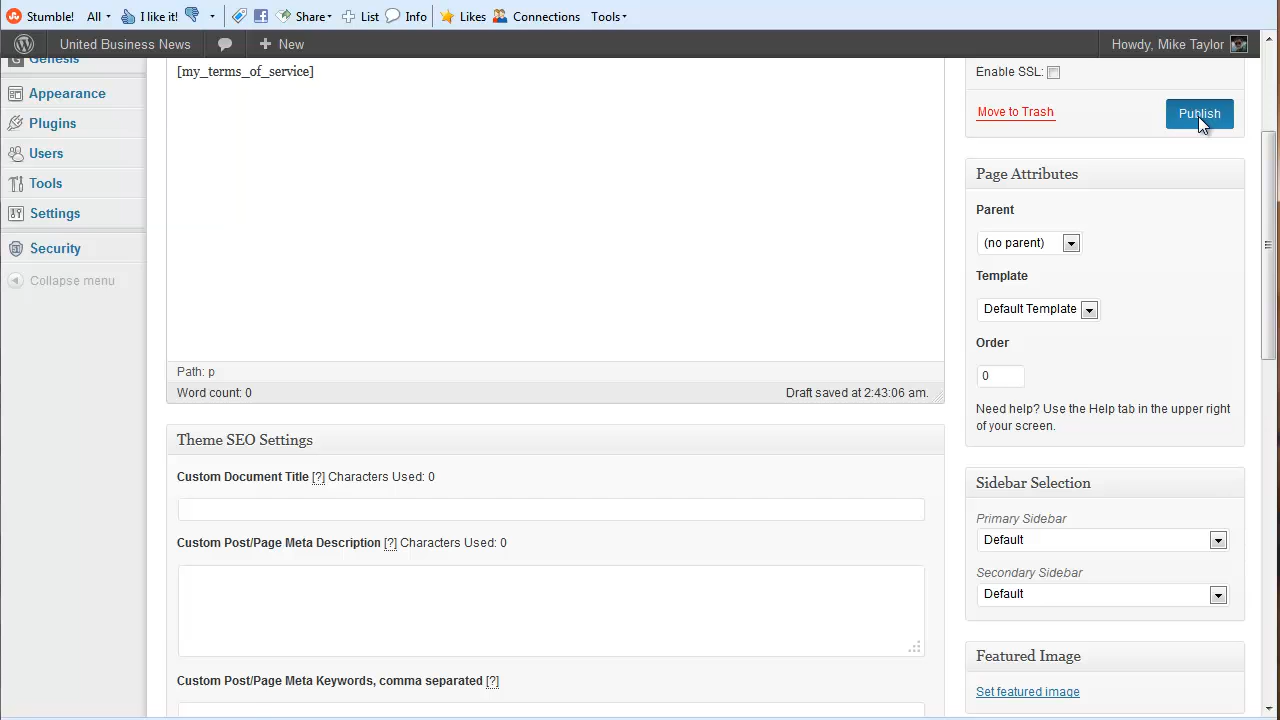 Stumble! All I like it! Share List Info Likes Connections Tools
United Business News New Howdy, Mike Taylor
Genesis
Appearance
Plugins
Users
Tools
Settings
Security
Collapse menu
[my_terms_of_service]
Path: p
Word count: 0 Draft saved at 2:43:06 am.
Theme SEO Settings
Custom Document Title [?] Characters Used: 0
Custom Post/Page Meta Description [?] Characters Used: 0
Custom Post/Page Meta Keywords, comma separated [?]
Enable SSL:
Move to Trash Publish
Page Attributes
Parent
(no parent)
Template
Default Template
Order
0
Need help? Use the Help tab in the upper right
of your screen.
Sidebar Selection
Primary Sidebar
Default
Secondary Sidebar
Default
Featured Image
Set featured image